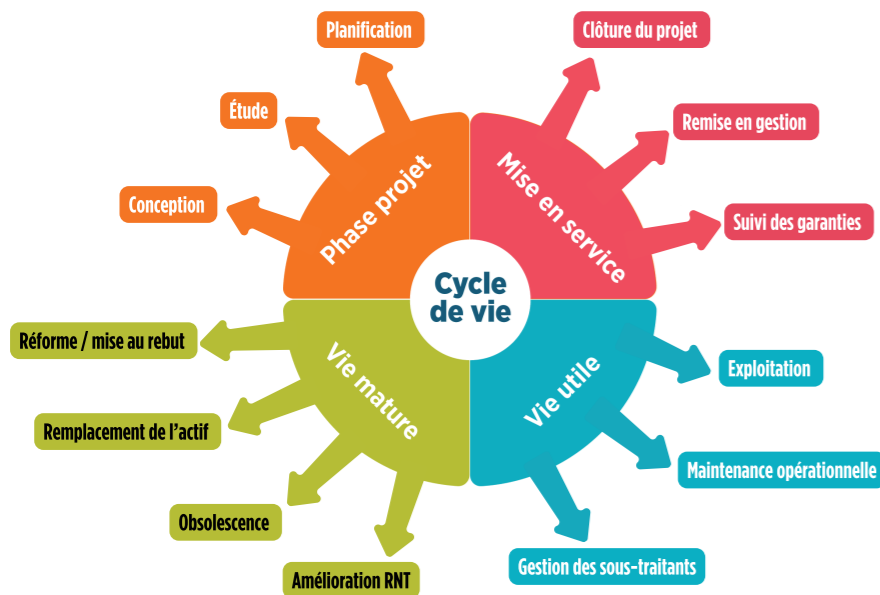 Planification
Étude
Conception
Phase projet
Clôture du projet
Remise en gestion
Suivi des garanties
Mise en service
Cycle
de vie
Réforme / mise au rebut
Remplacement de l'actif
Obsolescence
Amélioration RNT
Vie mature
Exploitation
Maintenance opérationnelle
Gestion des sous-traitants
Vie utile